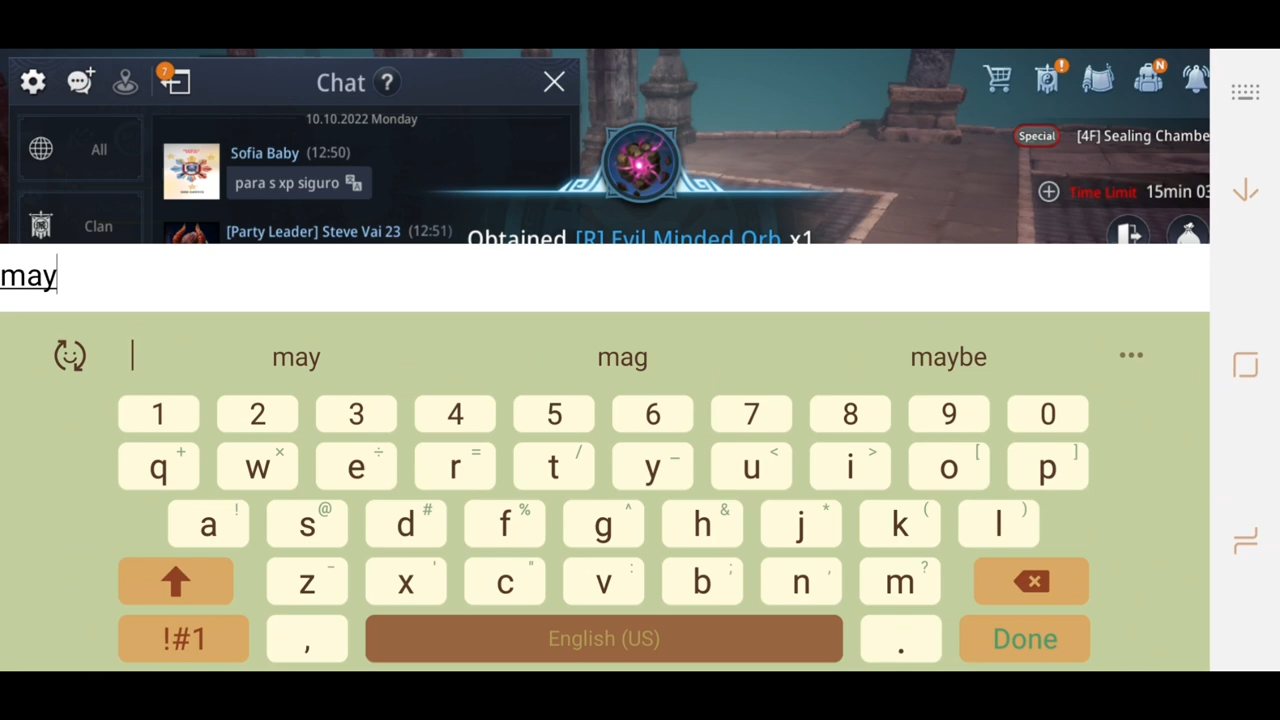 7
Chat ?
10.10.2022 Monday
All
Sofia Baby (12:50)
para s xp siguro
Clan
[Party Leader] Steve Vai 23 (12:51)
Obtained [R] Evil Minded Orb x1
! N
Special [4F] Sealing Chambe
Time Limit 15min 03
may
may mag maybe •••
1 2 3 4 5 6 7 8 9 0
q + w × e ÷ r = t / y _ u < i > o [ p ]
a ! s @ d # f % g ^ h & j * k ( l )
z - x ' c " v : b ; n , m ?
!#1 , English (US) . Done